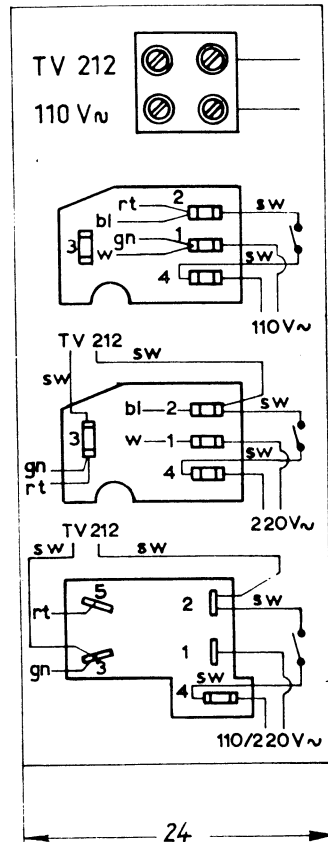 TV 212
110 V~
rt 2 sw
bl
gn 1
3 w sw
4
110V~
TV 212
sw
sw
bl 2 sw
3 w 1
gn 4 sw
rt
220V~
TV 212
sw sw
5
rt 2 sw
1
gn 3 sw
4
110/220V~
24